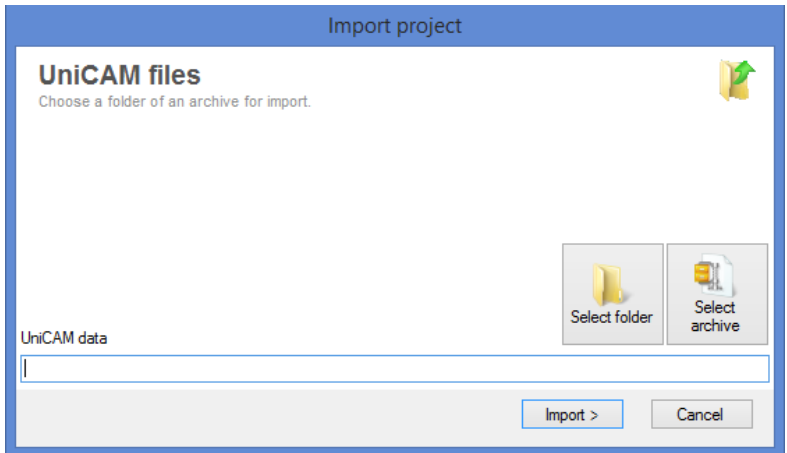 Import project
UniCAM files
Choose a folder of an archive for import.
Select folder
Select
archive
UniCAM data
Import >
Cancel